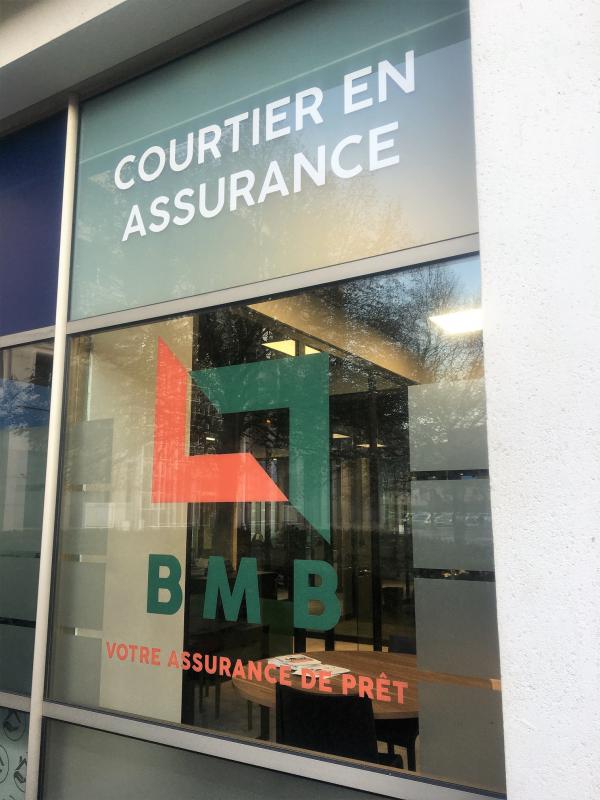 COURTIER EN
ASSURANCE
BMB
VOTRE ASSURANCE DE PRÊT